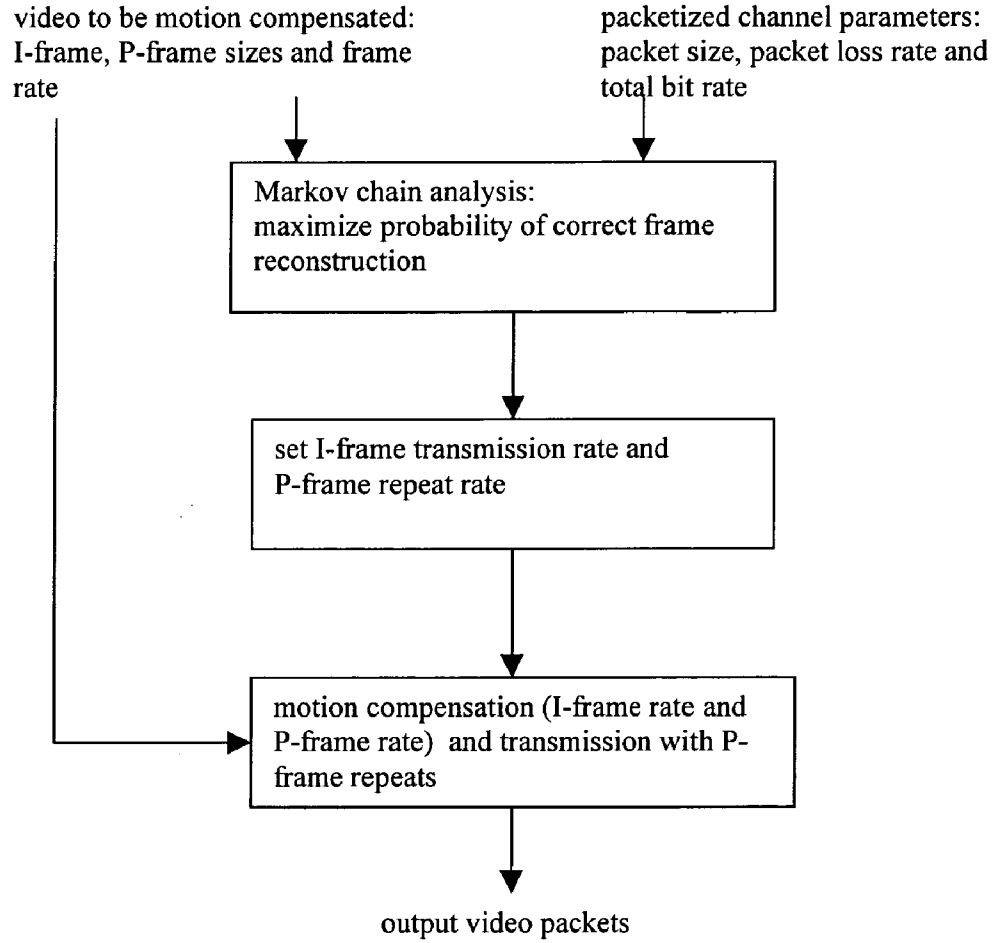 video to be motion compensated:
I-frame, P-frame sizes and frame
rate
packetized channel parameters:
packet size, packet loss rate and
total bit rate
Markov chain analysis:
maximize probability of correct frame
reconstruction
set I-frame transmission rate and
P-frame repeat rate
motion compensation (I-frame rate and
P-frame rate) and transmission with P-
frame repeats
output video packets